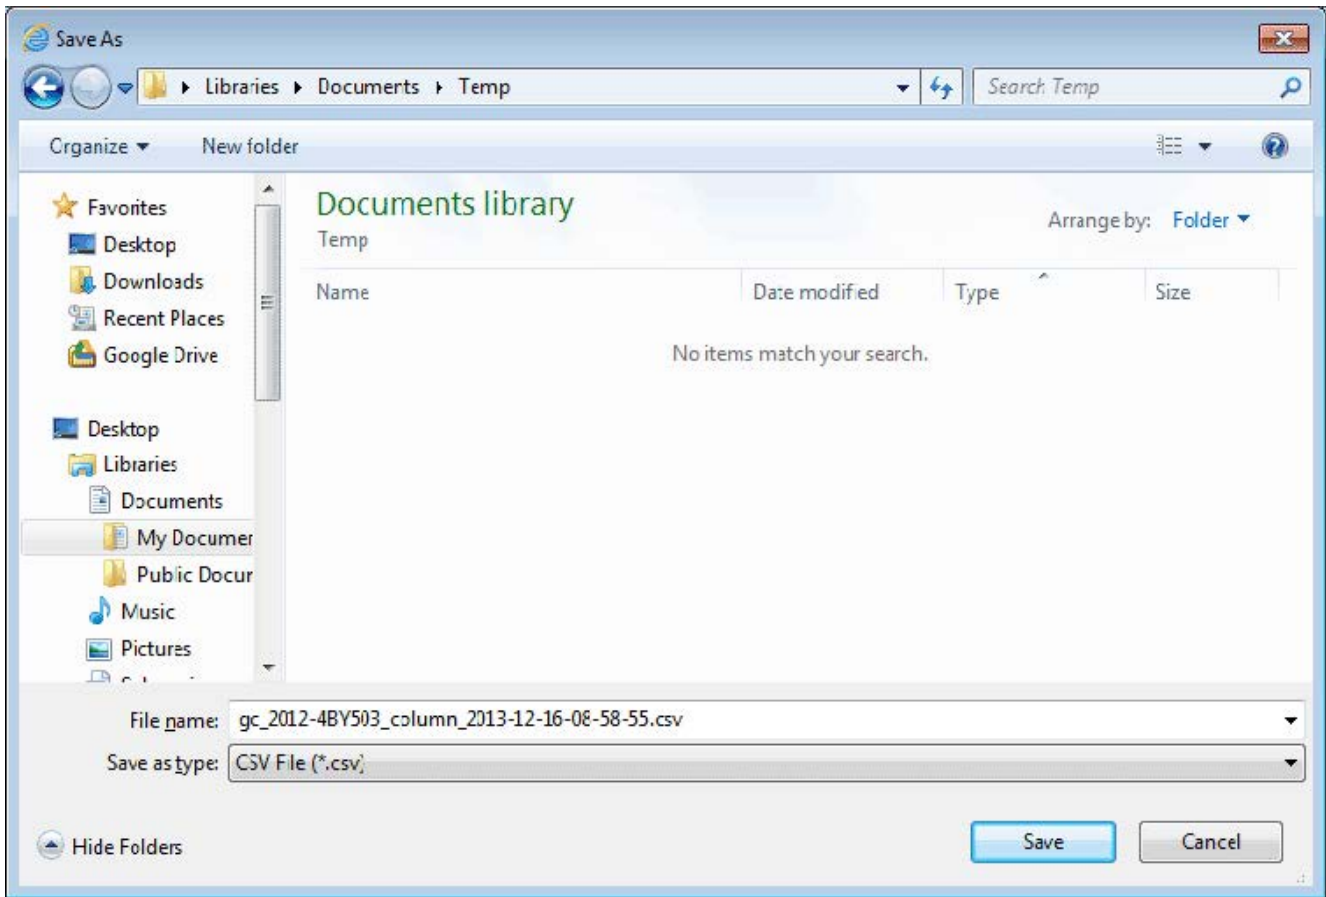 Save As
Libraries Documents Temp Search Temp
Organize New folder
Favorites
Desktop
Downloads
Recent Places
Google Drive
Desktop
Libraries
Documents
My Documer
Public Docur
Music
Pictures
Documents library
Temp
Arrange by: Folder
Name Date modified Type Size
No items match your search.
File name: gc_2012-4BY503_column_2013-12-16-08-58-55.csv
Save as type: CSV File (*.csv)
Hide Folders Save Cancel